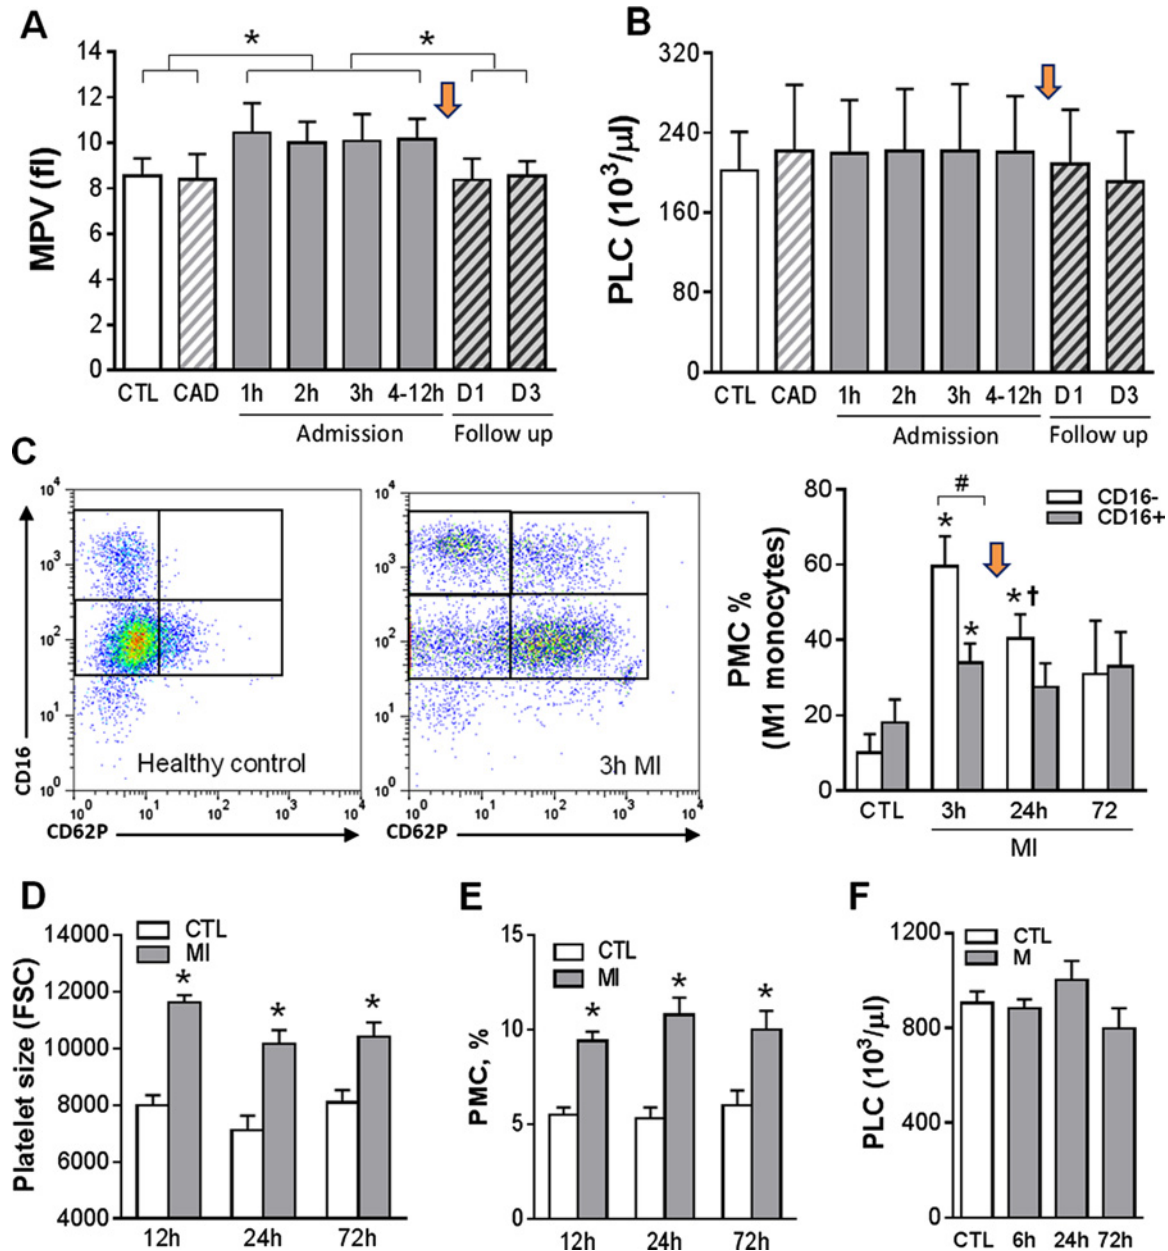 A
B
14
12
10
8
6
4
2
0
MPV (fl)
*
*
CTL CAD 1h 2h 3h 4-12h D1 D3
Admission Follow up
320
240
160
80
0
PLC (10³/µl)
CTL CAD 1h 2h 3h 4-12h D1 D3
Admission Follow up
C
10⁴
10³
10²
10¹
10⁰
CD16
Healthy control
10⁰ 10¹ 10² 10³ 10⁴
CD62P
10⁴
10³
10²
10¹
10⁰
3h MI
10⁰ 10¹ 10² 10³ 10⁴
CD62P
80
60
40
20
0
PMC %
(M1 monocytes)
#
CD16-
CD16+
*
*
* †
CTL 3h 24h 72
MI
D
14000
12000
10000
8000
6000
4000
Platelet size (FSC)
CTL
MI
* * *
12h 24h 72h
E
15
10
5
0
PMC, %
CTL
MI
* * *
12h 24h 72h
F
1200
800
400
0
PLC (10³/µl)
CTL
M
CTL 6h 24h 72h